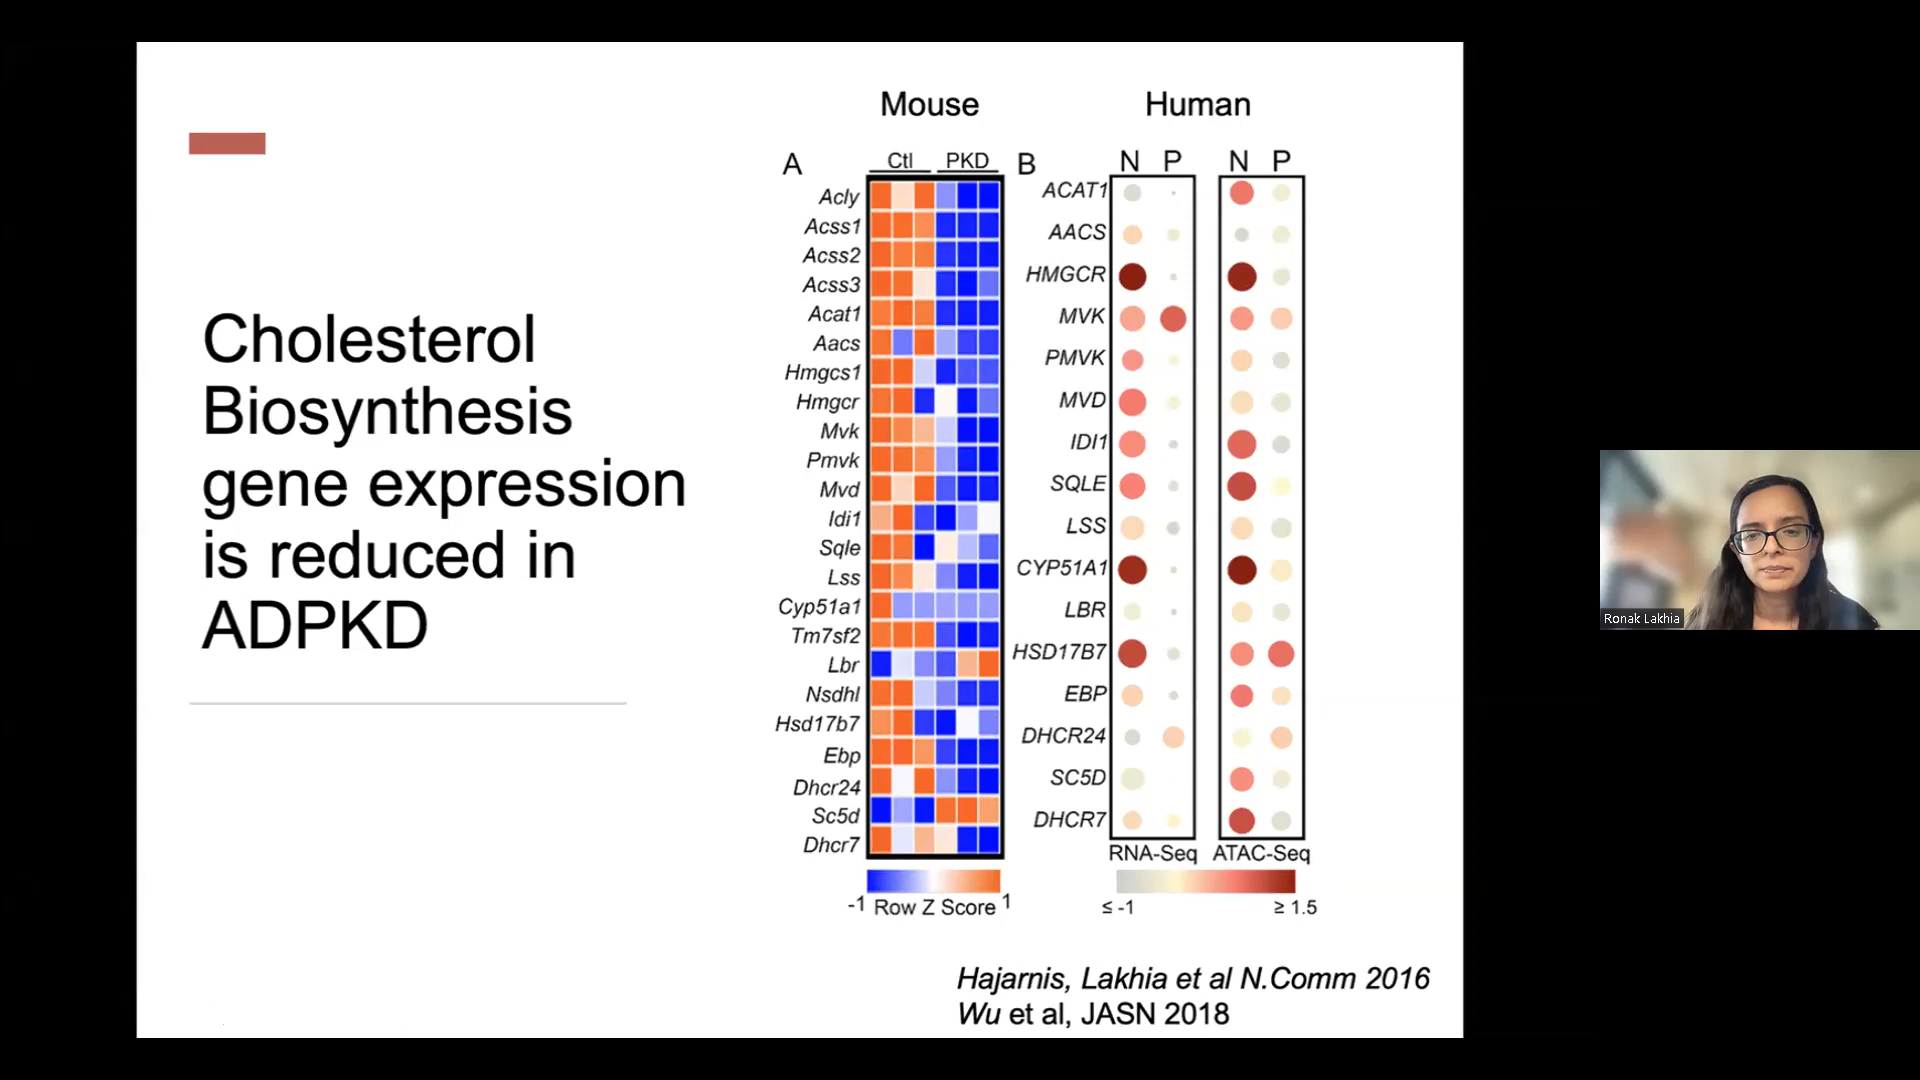 Cholesterol
Biosynthesis
gene expression
is reduced in
ADPKD
Mouse
Human
A
Ctl
PKD
Acly
Acss1
Acss2
Acss3
Acat1
Aacs
Hmgcs1
Hmgcr
Mvk
Pmvk
Mvd
Idi1
Sqle
Lss
Cyp51a1
Tm7sf2
Lbr
Nsdhl
Hsd17b7
Ebp
Dhcr24
Sc5d
Dhcr7
-1 Row Z Score 1
B
N P N P
ACAT1
AACS
HMGCR
MVK
PMVK
MVD
IDI1
SQLE
LSS
CYP51A1
LBR
HSD17B7
EBP
DHCR24
SC5D
DHCR7
RNA-Seq ATAC-Seq
≤ -1 ≥ 1.5
Hajarnis, Lakhia et al N.Comm 2016
Wu et al, JASN 2018
Ronak Lakhia